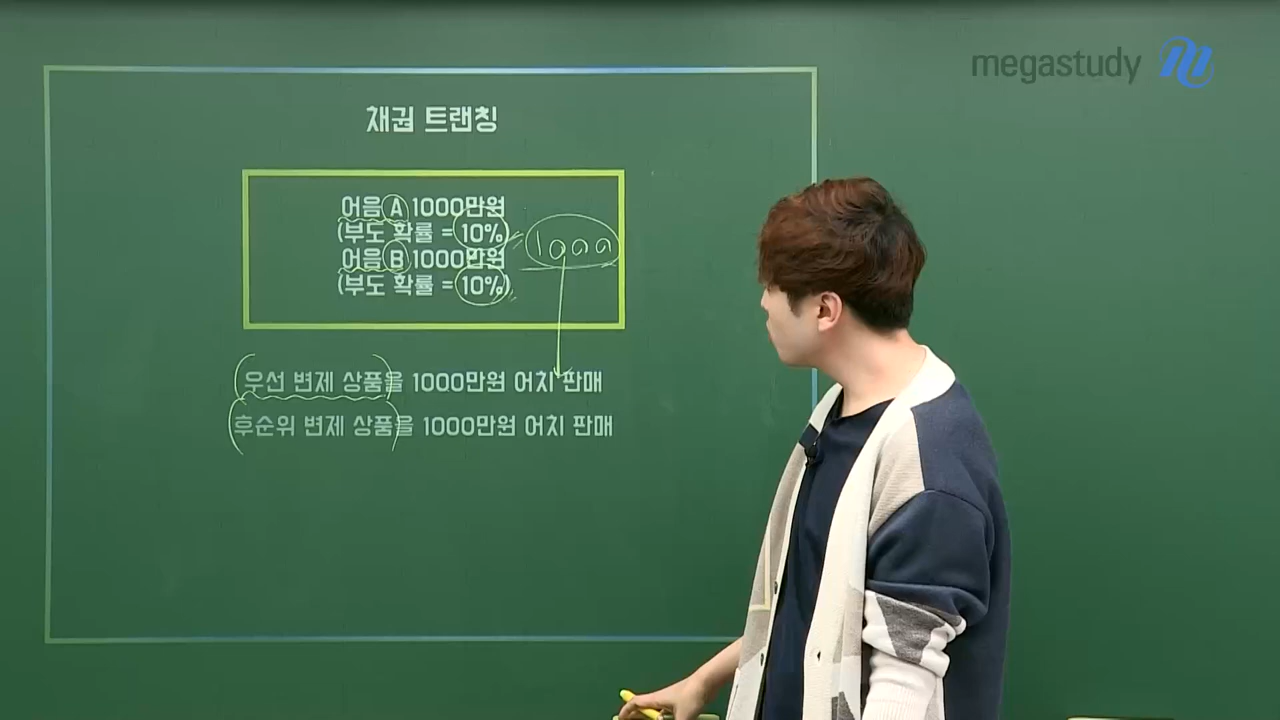 megastudy
채권 트랜칭
어음 A 1000만원
(부도 확률 = 10%)
1000
어음 B 1000만원
(부도 확률 = 10%)
우선 변제 상품을 1000만원 어치 판매
후순위 변제 상품을 1000만원 어치 판매